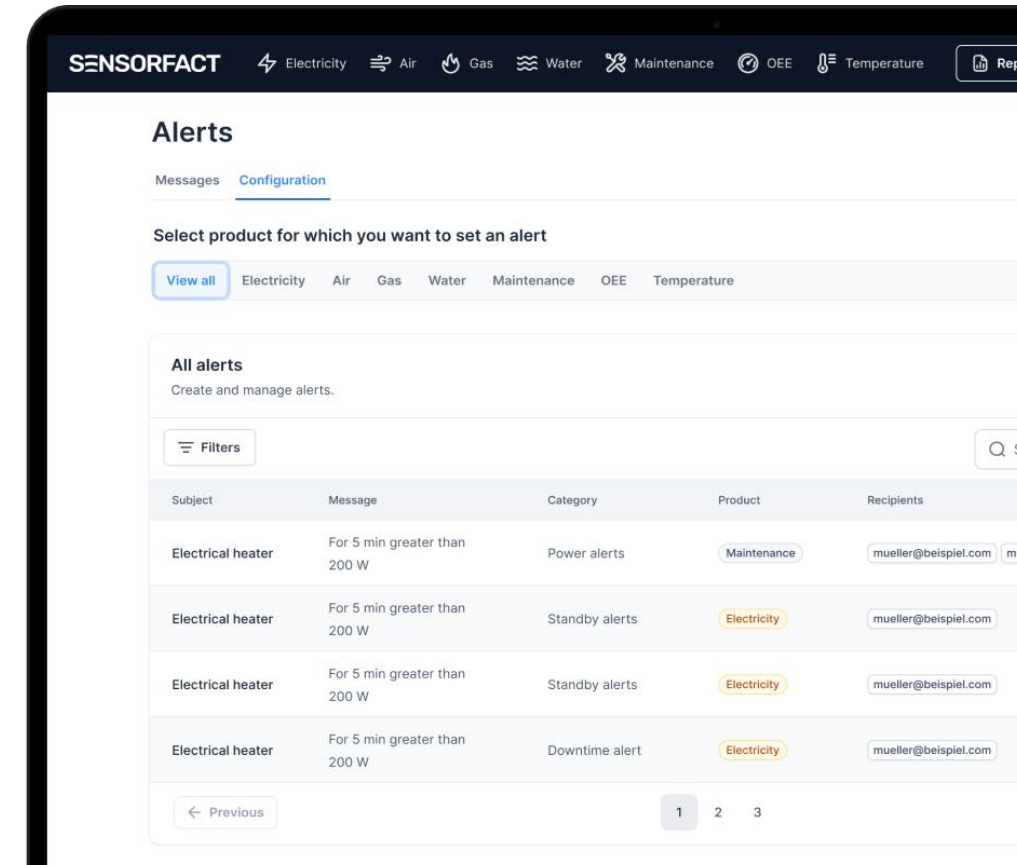 SENSORFACT Electricity Air Gas Water Maintenance OEE Temperature
Alerts
Messages Configuration
Select product for which you want to set an alert
View all Electricity Air Gas Water Maintenance OEE Temperature
All alerts
Create and manage alerts.
Filters
Subject Message Category Product Recipients
Electrical heater For 5 min greater than Power alerts Maintenance mueller@beispiel.com
200 W
Electrical heater For 5 min greater than Standby alerts Electricity mueller@beispiel.com
200 W
Electrical heater For 5 min greater than Standby alerts Electricity mueller@beispiel.com
200 W
Electrical heater For 5 min greater than Downtime alert Electricity mueller@beispiel.com
200 W
Previous 1 2 3